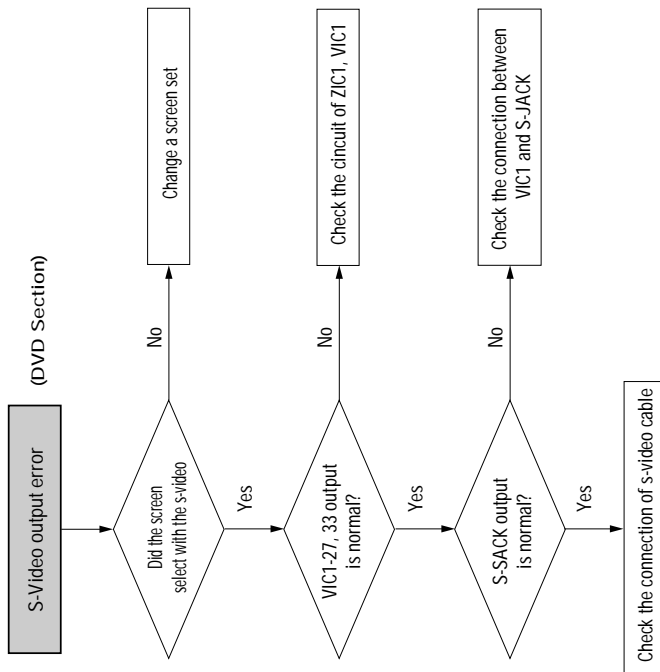 S-Video output error
(DVD Section)
Did the screen
select with the s-video
No
Change a screen set
Yes
VIC1-27, 33 output
is normal?
No
Check the cincuit of ZIC1, VIC1
Yes
S-SACK output
is normal?
No
Check the connection between
VIC1 and S-JACK
Yes
Check the connection of s-video cable